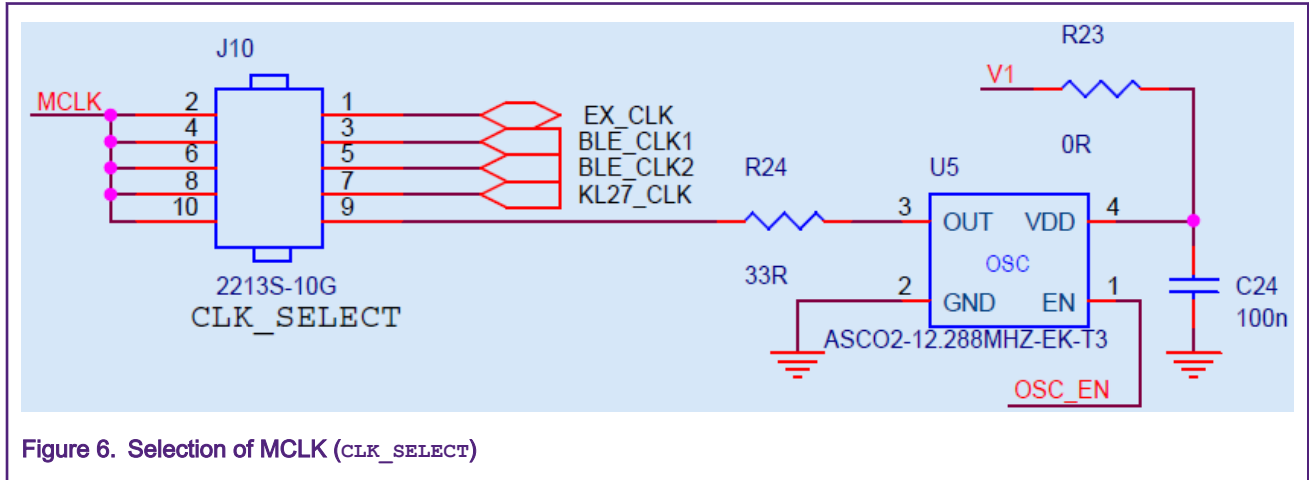 J10
R23
MCLK
V1
2
1
EX_CLK
4
3
BLE_CLK1
6
5
BLE_CLK2
8
7
KL27_CLK
10
9
R24
U5
0R
3
OUT
VDD
4
OSC
33R
2
GND
EN
1
C24
100n
2213S-10G
CLK_SELECT
ASCO2-12.288MHZ-EK-T3
OSC_EN
Figure 6. Selection of MCLK (CLK_SELECT)